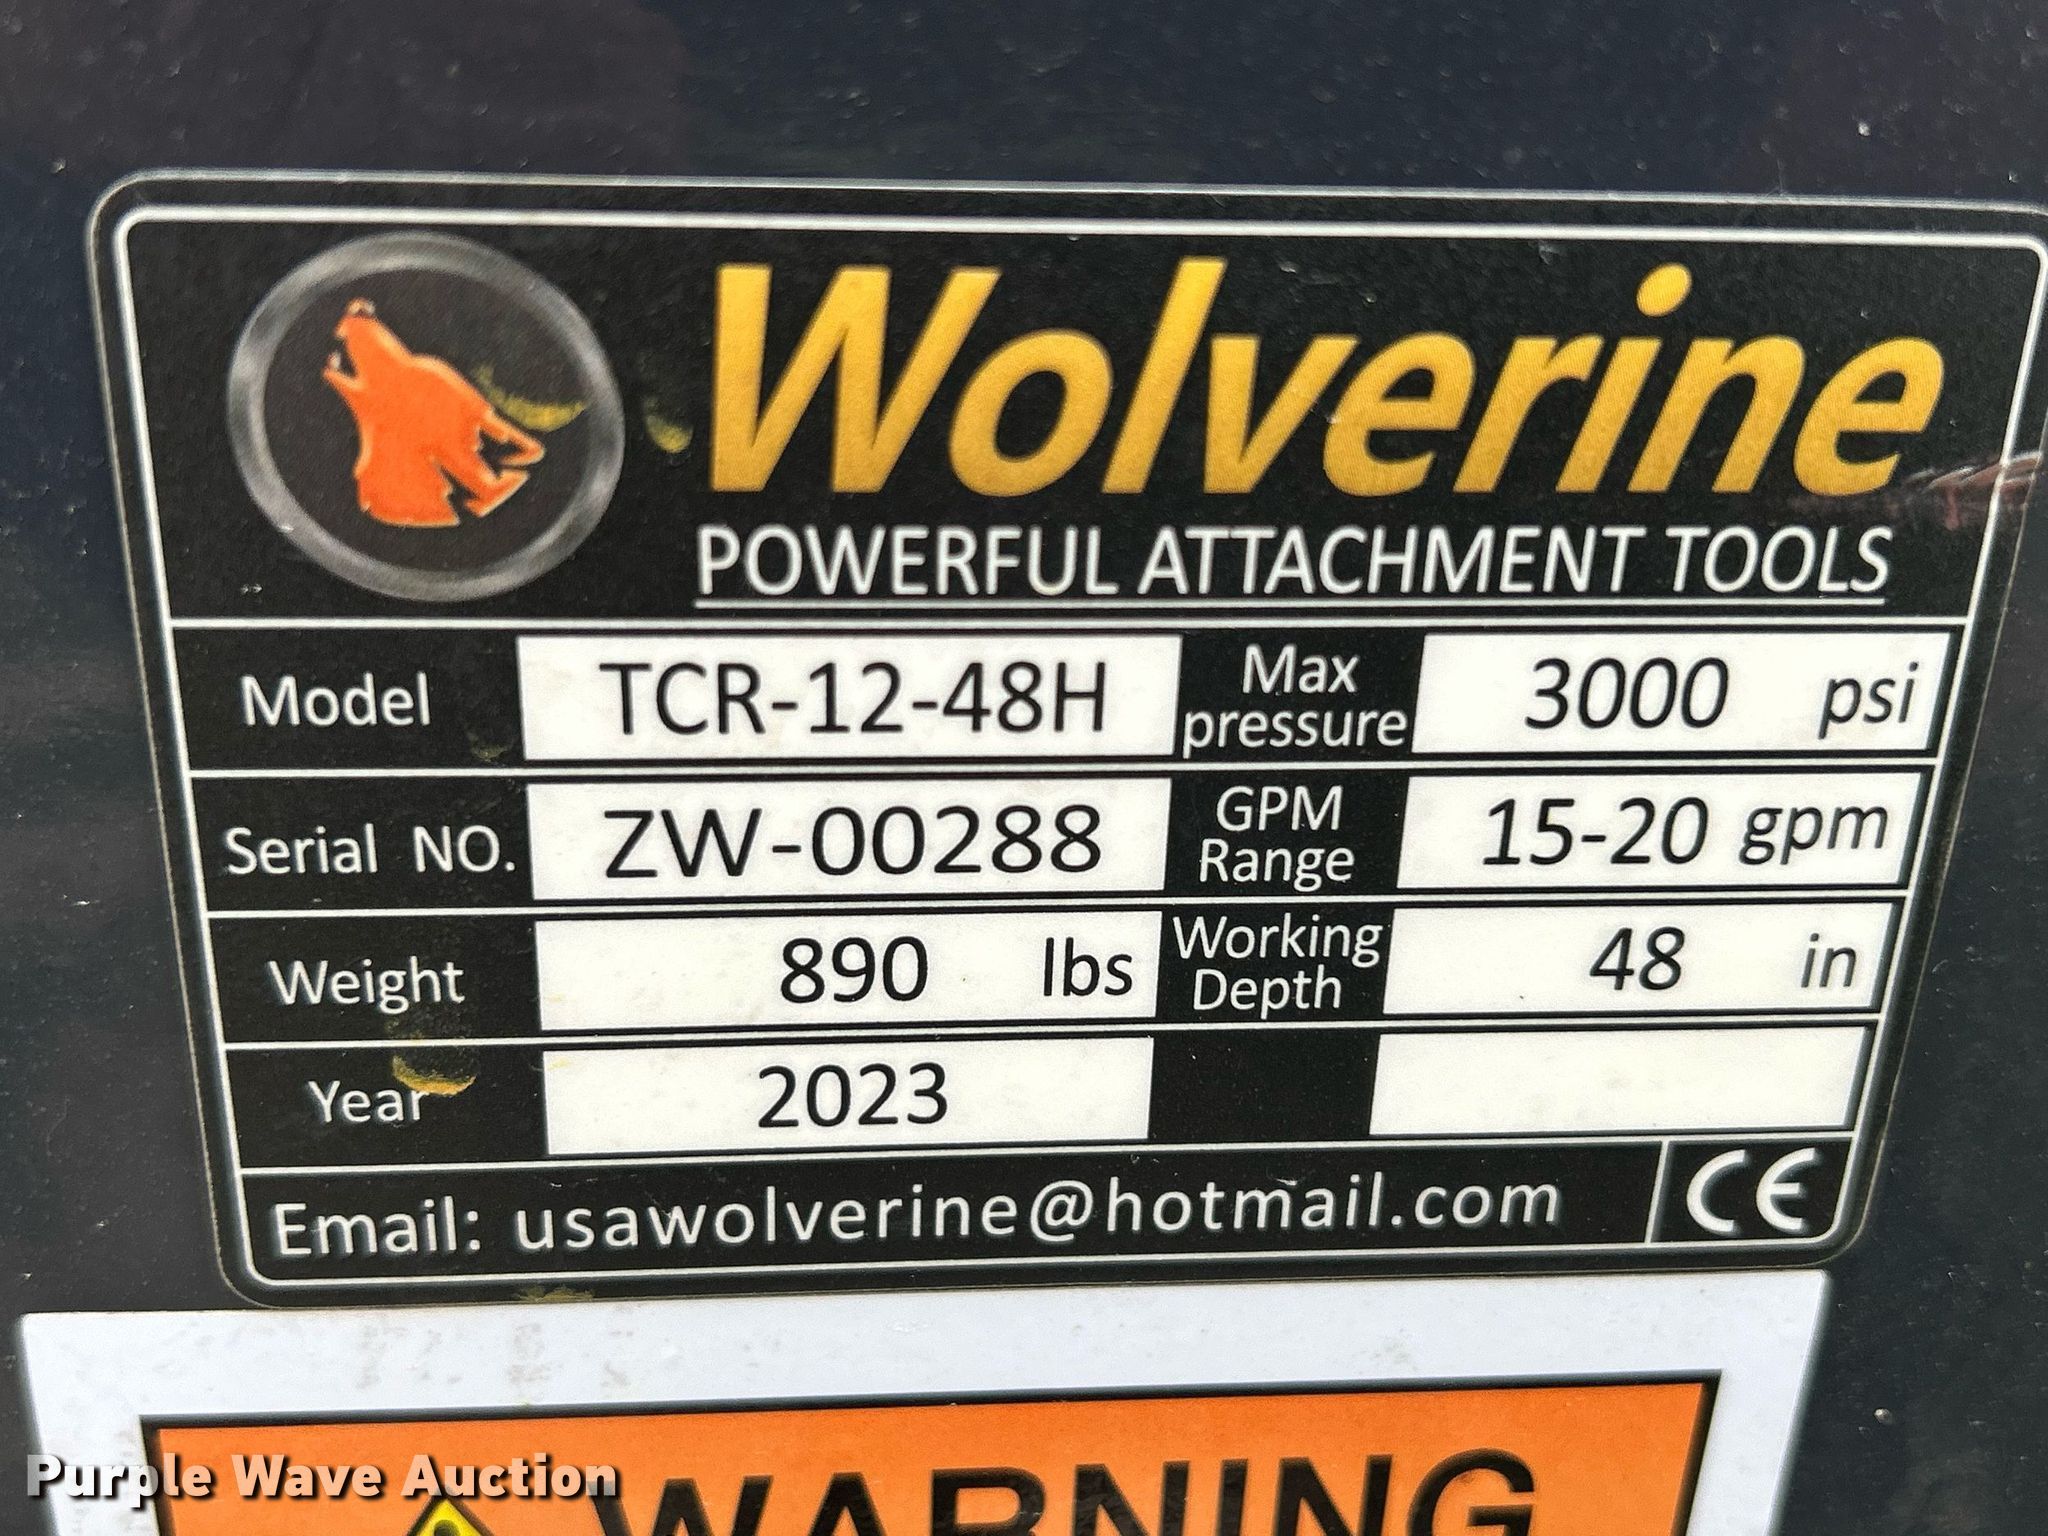 Wolverine
POWERFUL ATTACHMENT TOOLS
Model TCR-12-48H Max pressure 3000 psi
Serial NO. ZW-00288 GPM Range 15-20 gpm
Weight 890 lbs Working Depth 48 in
Year 2023
Email: usawolverine@hotmail.com CE
WARNING
Purple Wave Auction